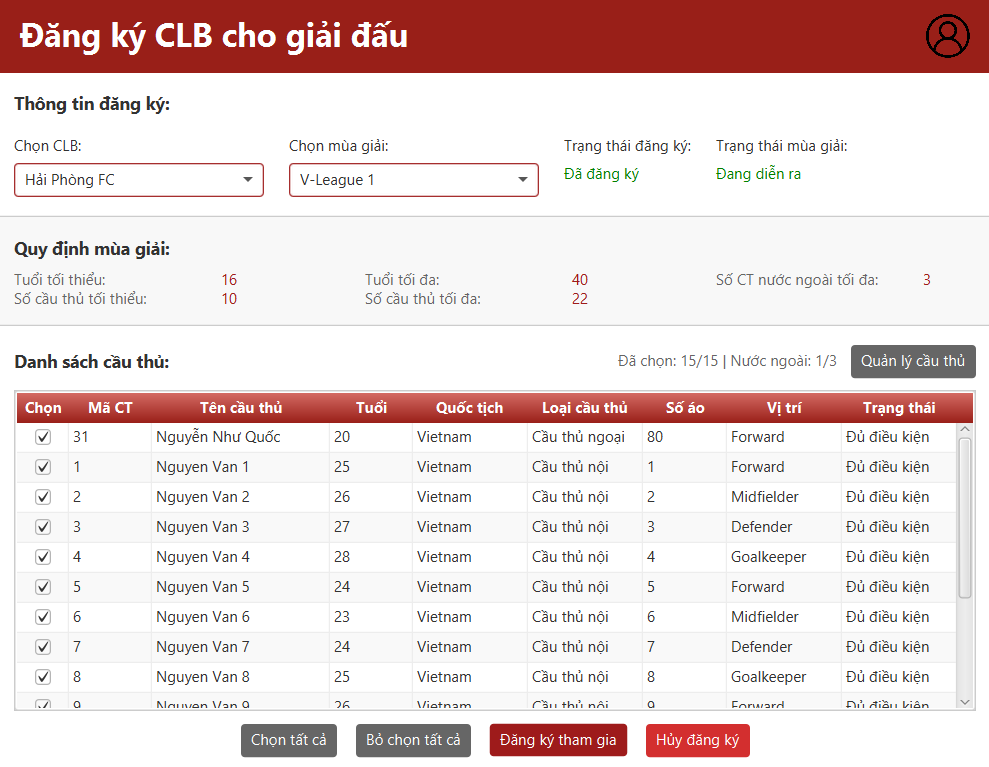 Đăng ký CLB cho giải đấu
Thông tin đăng ký:
Chọn CLB: Chọn mùa giải: Trạng thái đăng ký: Trạng thái mùa giải:
Hải Phòng FC V-League 1 Đã đăng ký Đang diễn ra
Quy định mùa giải:
Tuổi tối thiểu: 16 Tuổi tối đa: 40 Số CT nước ngoài tối đa: 3
Số cầu thủ tối thiểu: 10 Số cầu thủ tối đa: 22
Danh sách cầu thủ: Đã chọn: 15/15 | Nước ngoài: 1/3 Quản lý cầu thủ
Chọn Mã CT Tên cầu thủ Tuổi Quốc tịch Loại cầu thủ Số áo Vị trí Trạng thái
31 Nguyễn Như Quốc 20 Vietnam Cầu thủ ngoại 80 Forward Đủ điều kiện
1 Nguyen Van 1 25 Vietnam Cầu thủ nội 1 Forward Đủ điều kiện
2 Nguyen Van 2 26 Vietnam Cầu thủ nội 2 Midfielder Đủ điều kiện
3 Nguyen Van 3 27 Vietnam Cầu thủ nội 3 Defender Đủ điều kiện
4 Nguyen Van 4 28 Vietnam Cầu thủ nội 4 Goalkeeper Đủ điều kiện
5 Nguyen Van 5 24 Vietnam Cầu thủ nội 5 Forward Đủ điều kiện
6 Nguyen Van 6 23 Vietnam Cầu thủ nội 6 Midfielder Đủ điều kiện
7 Nguyen Van 7 24 Vietnam Cầu thủ nội 7 Defender Đủ điều kiện
8 Nguyen Van 8 25 Vietnam Cầu thủ nội 8 Goalkeeper Đủ điều kiện
9 Nguyen Van 9 26 Vietnam Cầu thủ nội 9 Forward Đủ điều kiện
Chọn tất cả Bỏ chọn tất cả Đăng ký tham gia Hủy đăng ký